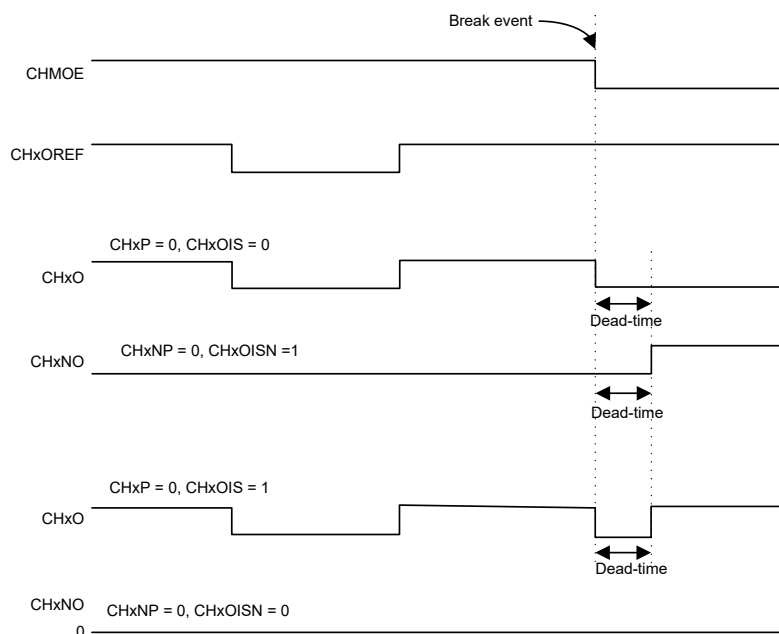 Break event
CHMOE
CHxOREF
CHxP = 0, CHxOIS = 0
CHxO
Dead-time
CHxNP = 0, CHxOISN =1
CHxNO
Dead-time
CHxP = 0, CHxOIS = 1
CHxO
Dead-time
CHxNO
CHxNP = 0, CHxOISN = 0
0